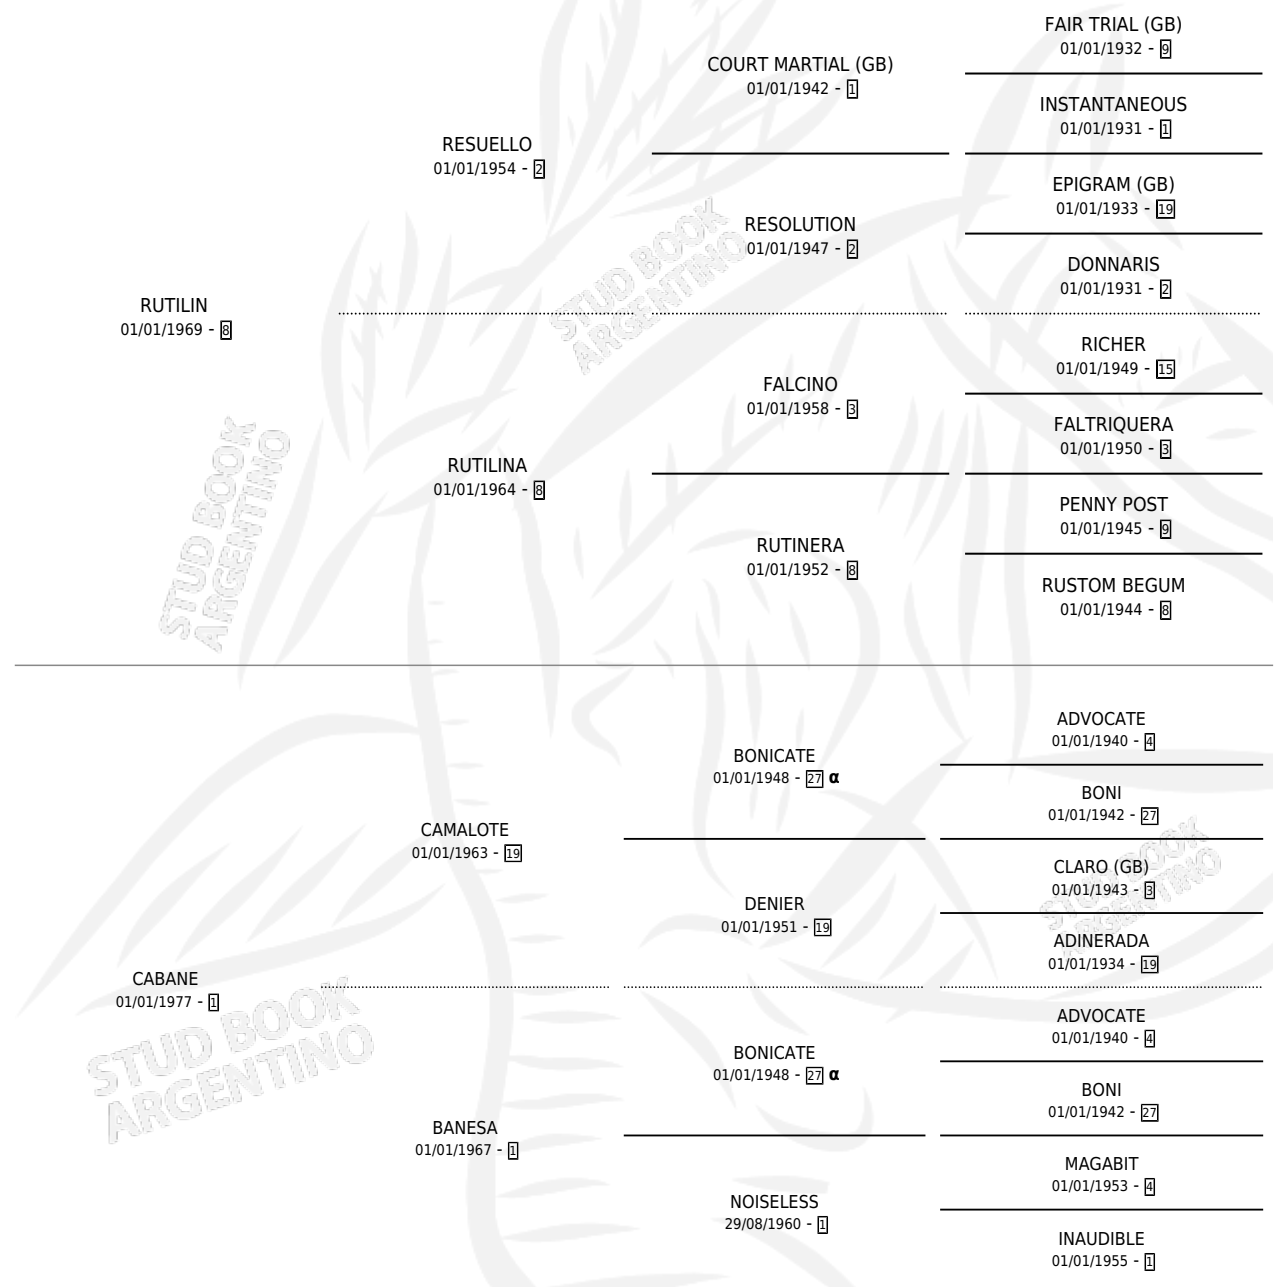 FAIR TRIAL (GB)
01/01/1932 - 9
COURT MARTIAL (GB)
01/01/1942 - 1
INSTANTANEOUS
01/01/1931 - 1
RESUELLO
01/01/1954 - 2
EPIGRAM (GB)
01/01/1933 - 19
RESOLUTION
01/01/1947 - 2
DONNARIS
01/01/1931 - 2
RUTILIN
01/01/1969 - 8
RICHER
01/01/1949 - 15
FALCINO
01/01/1958 - 3
FALTRIQUERA
01/01/1950 - 3
RUTILINA
01/01/1964 - 8
PENNY POST
01/01/1945 - 9
RUTINERA
01/01/1952 - 8
RUSTOM BEGUM
01/01/1944 - 8
ADVOCATE
01/01/1940 - 4
BONICATE
01/01/1948 - 27 α
BONI
01/01/1942 - 27
CAMALOTE
01/01/1963 - 19
CLARO (GB)
01/01/1943 - 3
DENIER
01/01/1951 - 19
ADINERADA
01/01/1934 - 19
CABANE
01/01/1977 - 1
ADVOCATE
01/01/1940 - 4
BONICATE
01/01/1948 - 27 α
BONI
01/01/1942 - 27
BANESA
01/01/1967 - 1
MAGABIT
01/01/1953 - 4
NOISELESS
29/08/1960 - 1
INAUDIBLE
01/01/1955 - 1
STUD BOOK
ARGENTINO
STUD BOOK
ARGENTINO
STUD BOOK
ARGENTINO
STUD BOOK
ARGENTINO